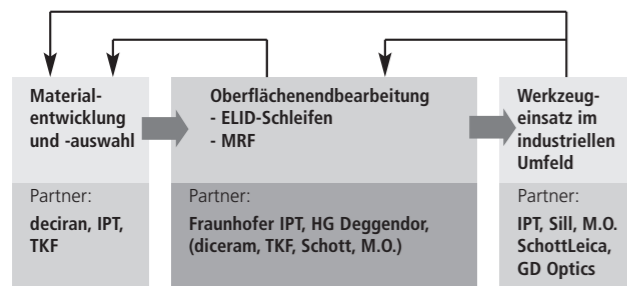 Material-
entwicklung
und -auswahl
Partner:
deciran, IPT,
TKF
Oberflächenendbearbeitung
- ELID-Schleifen
- MRF
Partner:
Fraunhofer IPT, HG Deggendor,
(diceram, TKF, Schott, M.O.)
Werkzeug-
einsatz im
industriellen
Umfeld
Partner:
IPT, Sill, M.O.
SchottLeica,
GD Optics